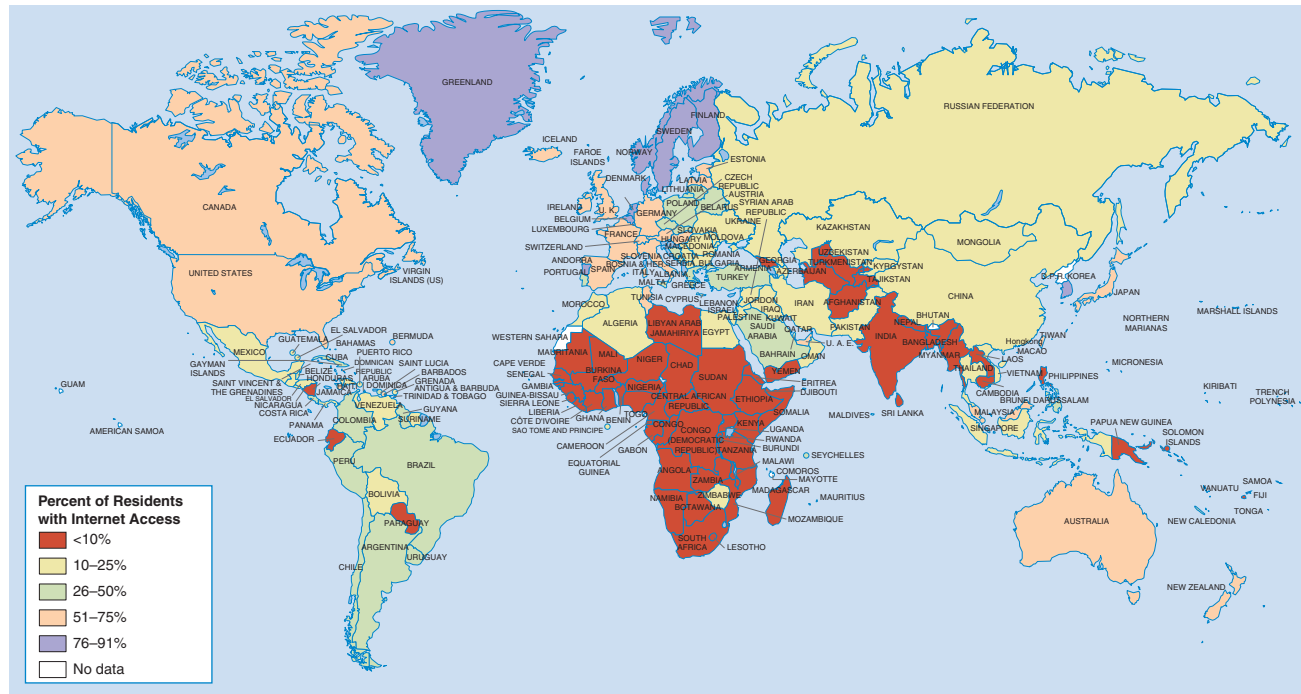 GREENLAND
RUSSIAN FEDERATION
CANADA
UNITED STATES
VIRGIN
ISLANDS (US)
ICELAND
FAROE
ISLANDS
NORWAY
SWEDEN
FINLAND
ESTONIA
DENMARK
LATVIA
LITHUANIA
CZECH
REPUBLIC
AUSTRIA
SYRIAN ARAB
REPUBLIC
IRELAND
U. K.
BELGIUM
LUXEMBOURG
GERMANY
POLAND
BELARUS
UKRAINE
FRANCE
SWITZERLAND
SLOVAKIA
HUNGARY
MOLDOVA
MACEDONIA
SLOVENIA
CROATIA
ROMANIA
BOSNIA & HER
SERBIA
BULGARIA
ANDORRA
PORTUGAL
SPAIN
ITALY
ALBANIA
MALTA
GREECE
TURKEY
ARMENIA
GEORGIA
AZERBAIJAN
KAZAKHSTAN
UZBEKISTAN
TURKMENISTAN
KYRGYSTAN
TAJIKISTAN
MONGOLIA
CHINA
JAPAN
MOROCCO
TUNISIA
CYPRUS
LEBANON
ISRAEL
PALESTINE
JORDON
IRAQ
KUWAIT
IRAN
AFGHANISTAN
PAKISTAN
ALGERIA
LIBYAN ARAB
JAMAHIRIYA
EGYPT
SAUDI
ARABIA
QATAR
BAHRAIN
U. A. E.
OMAN
YEMEN
INDIA
NEPAL
BHUTAN
BANGLADESH
MYANMAR
THAILAND
LAOS
VIETNAM
CAMBODIA
Hongkong
MACAO
TIWAN
PHILIPPINES
BRUNEI DARUSSALAM
MALAYSIA
SINGAPORE
SRI LANKA
MALDIVES
NORTHERN
MARIANAS
MARSHALL ISLANDS
MICRONESIA
KIRIBATI
TRENCH
POLYNESIA
PAPUA NEW GUINEA
SOLOMON
ISLANDS
VANUATU
SAMOA
FIJI
TONGA
NEW CALEDONIA
AUSTRALIA
NEW ZEALAND
WESTERN SAHARA
MAURITANIA
MALI
NIGER
CHAD
SUDAN
ERITREA
DJIBOUTI
CAPE VERDE
SENEGAL
GAMBIA
GUINEA-BISSAU
SIERRA LEONE
LIBERIA
CÔTE D'IVOIRE
SAO TOME AND PRINCIPE
BURKINA
FASO
GHANA
BENIN
TOGO
NIGERIA
CENTRAL AFRICAN
REPUBLIC
ETHIOPIA
SOMALIA
KENYA
UGANDA
RWANDA
BURUNDI
CONGO
CONGO
(DEMOCRATIC
REPUBLIC)
TANZANIA
CAMEROON
EQUATORIAL
GUINEA
GABON
SEYCHELLES
MALAWI
COMOROS
MAYOTTE
ANGOLA
ZAMBIA
ZIMBABWE
MADAGASCAR
MAURITIUS
NAMIBIA
BOTAWANA
MOZAMBIQUE
SOUTH
AFRICA
LESOTHO
MEXICO
GUATEMALA
EL SALVADOR
BAHAMAS
BERMUDA
CUBA
PUERTO RICO
DOMNICAN
REPUBLIC
SAINT LUCIA
BARBADOS
ARUBA
GRENADA
DOMINICA
ANTIGUA & BARBUDA
TRINIDAD & TOBAGO
GAYMAN
ISLANDS
BELIZE
HONDURAS
JAMAICA
SAINT VINCENT &
THE GRENADINES
EL SALVADOR
NICARAGUA
COSTA RICA
PANAMA
VENEZUELA
GUYANA
SURINAME
COLOMBIA
ECUADOR
PERU
BRAZIL
BOLIVIA
PARAGUAY
ARGENTINA
URUGUAY
CHILE
GUAM
AMERICAN SAMOA
Percent of Residents
with Internet Access
<10%
10–25%
26–50%
51–75%
76–91%
No data